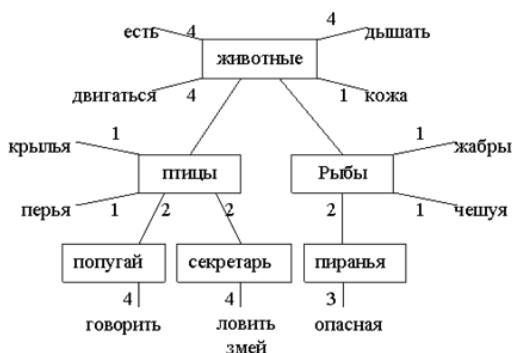 есть 4 4 дышать
животные
двигаться 4 1 кожа
крылья 1 1 жабры
птицы Рыбы
перья 1 2 2 2 1 чешуя
попугай секретарь пиранья
4 4 3
говорить ловить опасная
змей